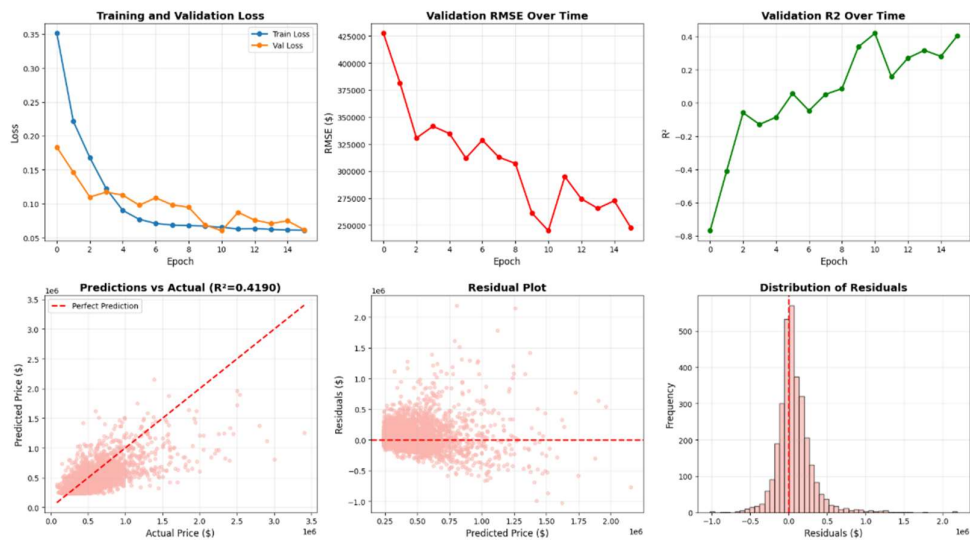 Training and Validation Loss
Train Loss
Val Loss
0.35
0.30
0.25
0.20
0.15
0.10
0.05
Loss
0 2 4 6 8 10 12 14
Epoch
Validation RMSE Over Time
425000
400000
375000
350000
325000
300000
275000
250000
RMSE ($)
0 2 4 6 8 10 12 14
Epoch
Validation R2 Over Time
0.4
0.2
0.0
−0.2
−0.4
−0.6
−0.8
R²
0 2 4 6 8 10 12 14
Epoch
Predictions vs Actual (R²=0.4190)
1e6
Perfect Prediction
3.5
3.0
2.5
2.0
1.5
1.0
0.5
0.0
Predicted Price ($)
0.0 0.5 1.0 1.5 2.0 2.5 3.0 3.5
Actual Price ($)
1e6
Residual Plot
1e6
2.0
1.5
1.0
0.5
0.0
−0.5
−1.0
Residuals ($)
0.25 0.50 0.75 1.00 1.25 1.50 1.75 2.00
Predicted Price ($)
1e6
Distribution of Residuals
500
400
300
200
100
0
Frequency
−1.0 −0.5 0.0 0.5 1.0 1.5 2.0
Residuals ($)
1e6